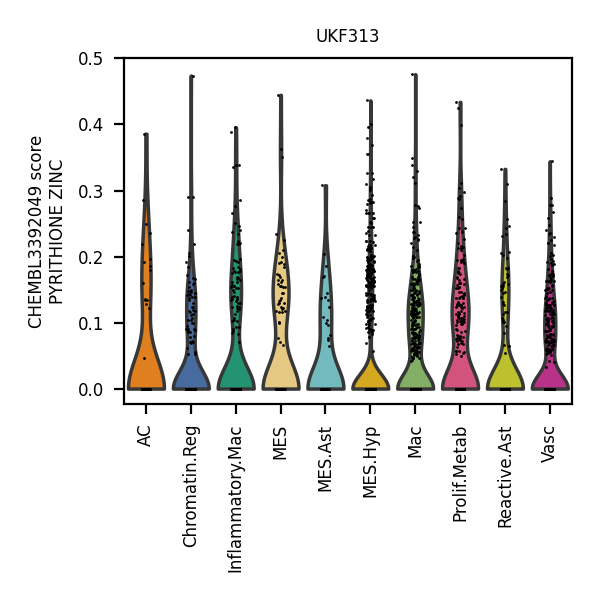 UKF313
CHEMBL3392049 score
PYRITHIONE ZINC
0.5
0.4
0.3
0.2
0.1
0.0
AC
Chromatin.Reg
Inflammatory.Mac
MES
MES.Ast
MES.Hyp
Mac
Prolif.Metab
Reactive.Ast
Vasc